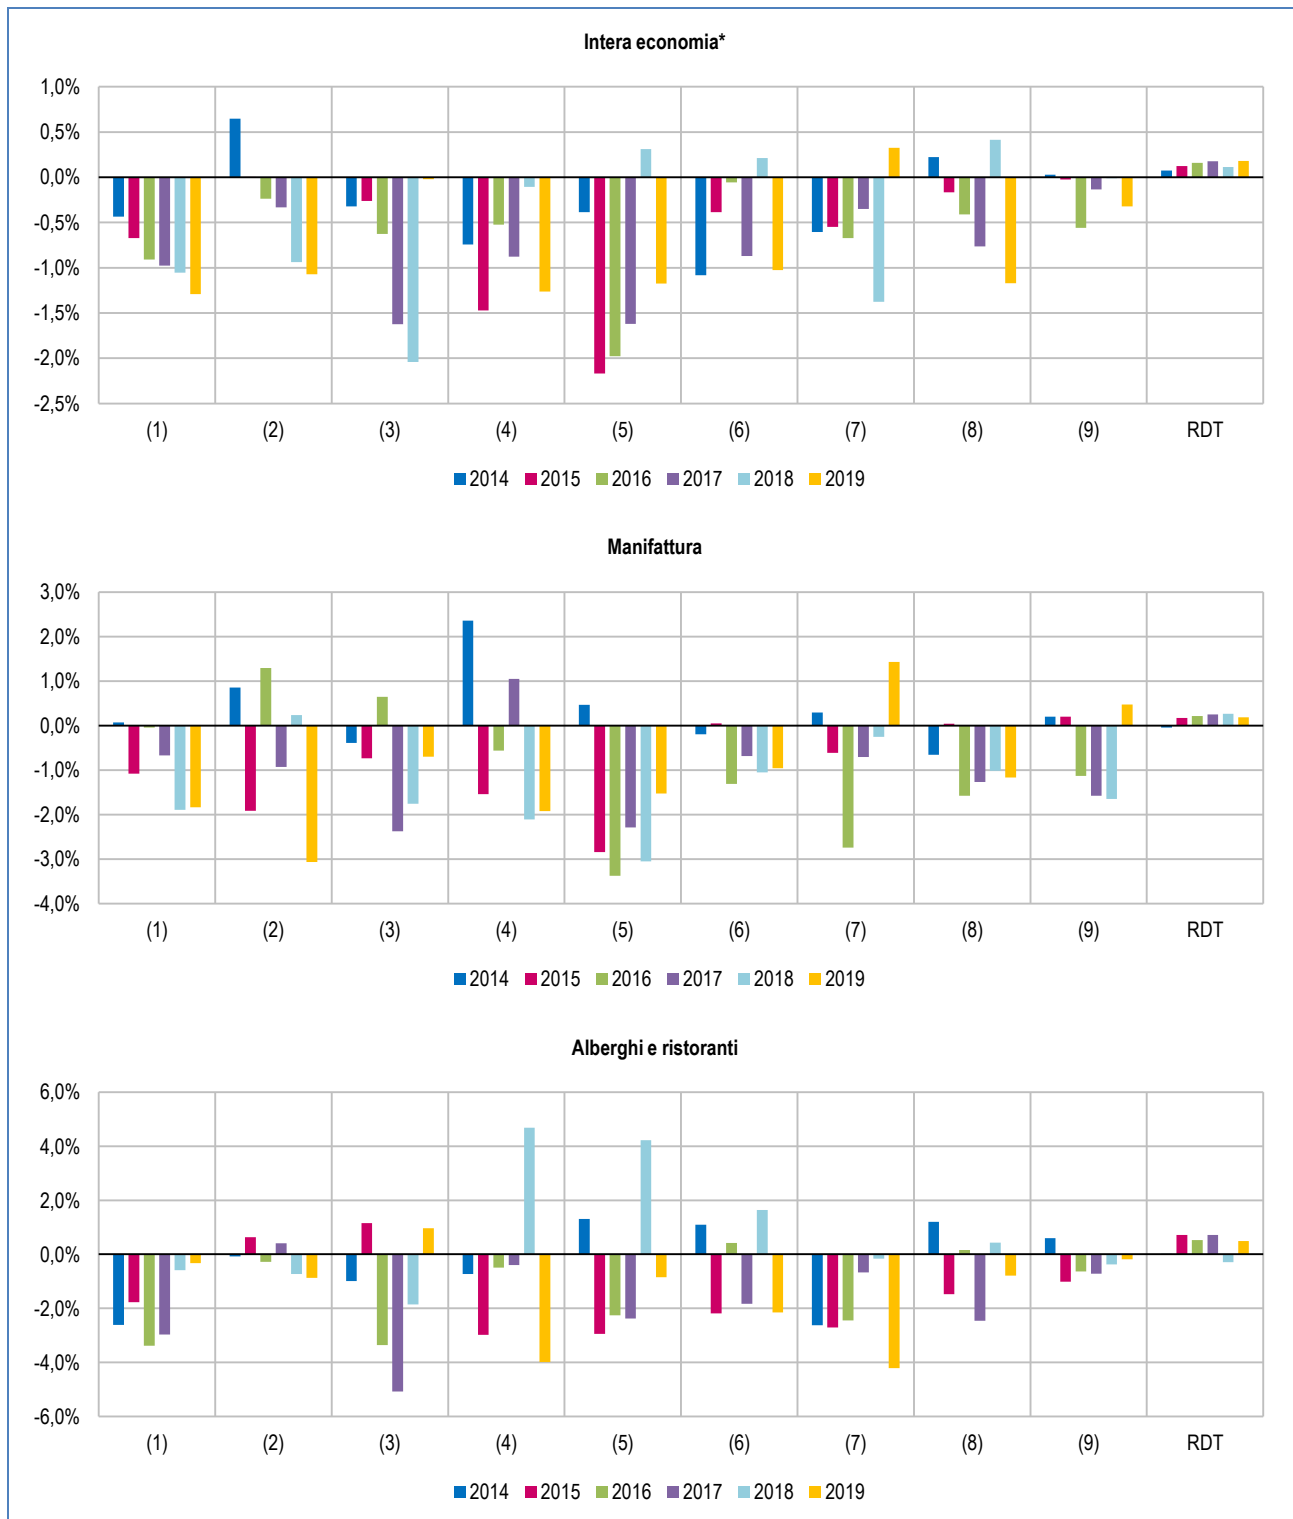 Intera economia*
1,0%
0,5%
0,0%
-0,5%
-1,0%
-1,5%
-2,0%
-2,5%
(1) (2) (3) (4) (5) (6) (7) (8) (9) RDT
2014 2015 2016 2017 2018 2019
Manifattura
3,0%
2,0%
1,0%
0,0%
-1,0%
-2,0%
-3,0%
-4,0%
(1) (2) (3) (4) (5) (6) (7) (8) (9) RDT
2014 2015 2016 2017 2018 2019
Alberghi e ristoranti
6,0%
4,0%
2,0%
0,0%
-2,0%
-4,0%
-6,0%
(1) (2) (3) (4) (5) (6) (7) (8) (9) RDT
2014 2015 2016 2017 2018 2019